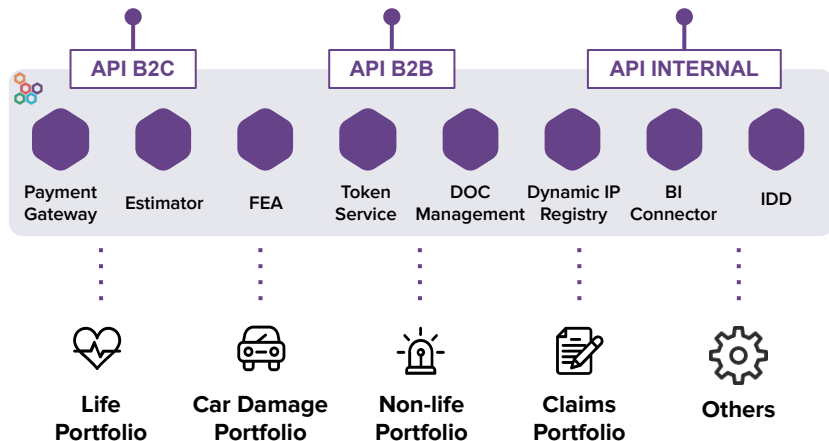 API B2C
API B2B
API INTERNAL
Payment
Gateway
Estimator
FEA
Token
Service
DOC
Management
Dynamic IP
Registry
BI
Connector
IDD
Life
Portfolio
Car Damage
Portfolio
Non-life
Portfolio
Claims
Portfolio
Others